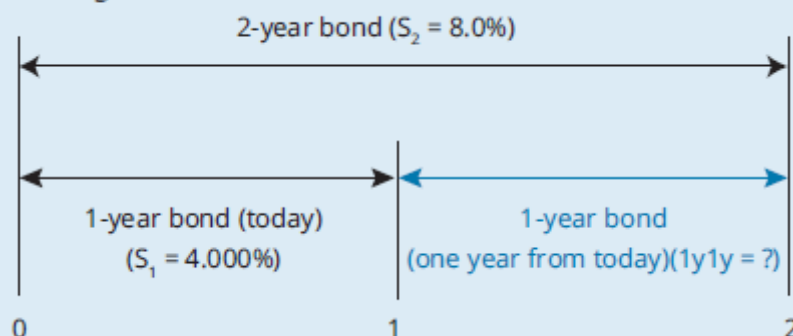 2-year bond (S₂ = 8.0%)
1-year bond (today)
(S₁ = 4.000%)
1-year bond
(one year from today)(1y1y = ?)
0
1
2